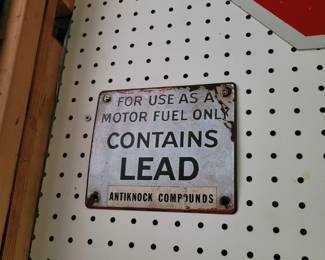 FOR USE AS A
MOTOR FUEL ONLY
CONTAINS
LEAD
ANTIKNOCK COMPOUNDS